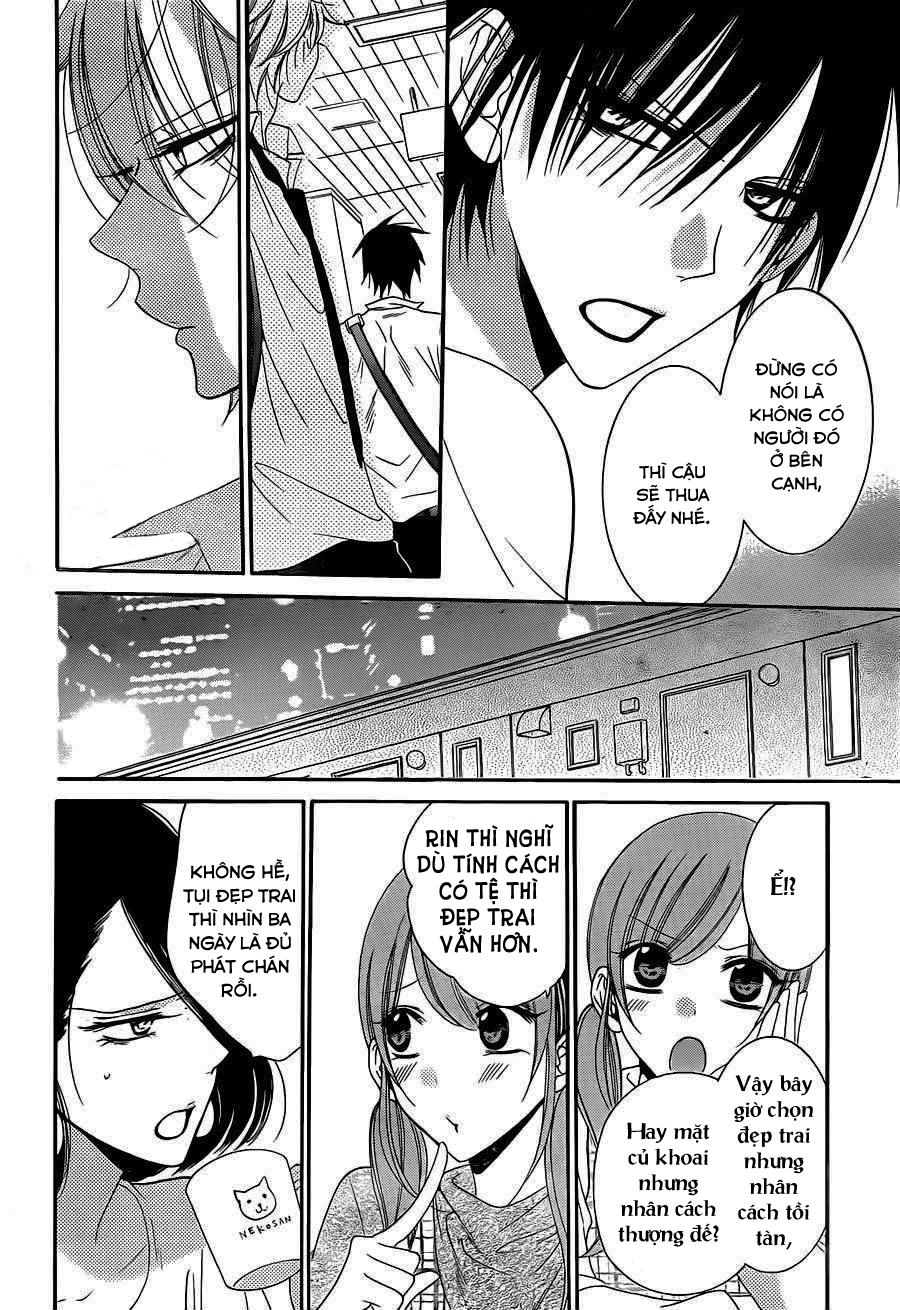 ĐỪNG CÓ
NÓI LÀ
KHÔNG CÓ
NGƯỜI ĐÓ
Ở BÊN
CẠNH,
THÌ CẬU
SẼ THUA
ĐẤY NHÉ.
Ể!?
Vậy bây
giờ chọn
đẹp trai
nhưng
nhân
cách tồi
tàn,
Hay mặt
củ khoai
nhưng
nhân cách
thượng đế?
RIN THÌ NGHĨ
DÙ TÍNH CÁCH
CÓ TỆ THÌ
ĐẸP TRAI
VẪN HƠN.
KHÔNG HỀ,
TỤI ĐẸP TRAI
THÌ NHÌN BA
NGÀY LÀ ĐỦ
PHÁT CHÁN
RỒI.
NEKOSAN